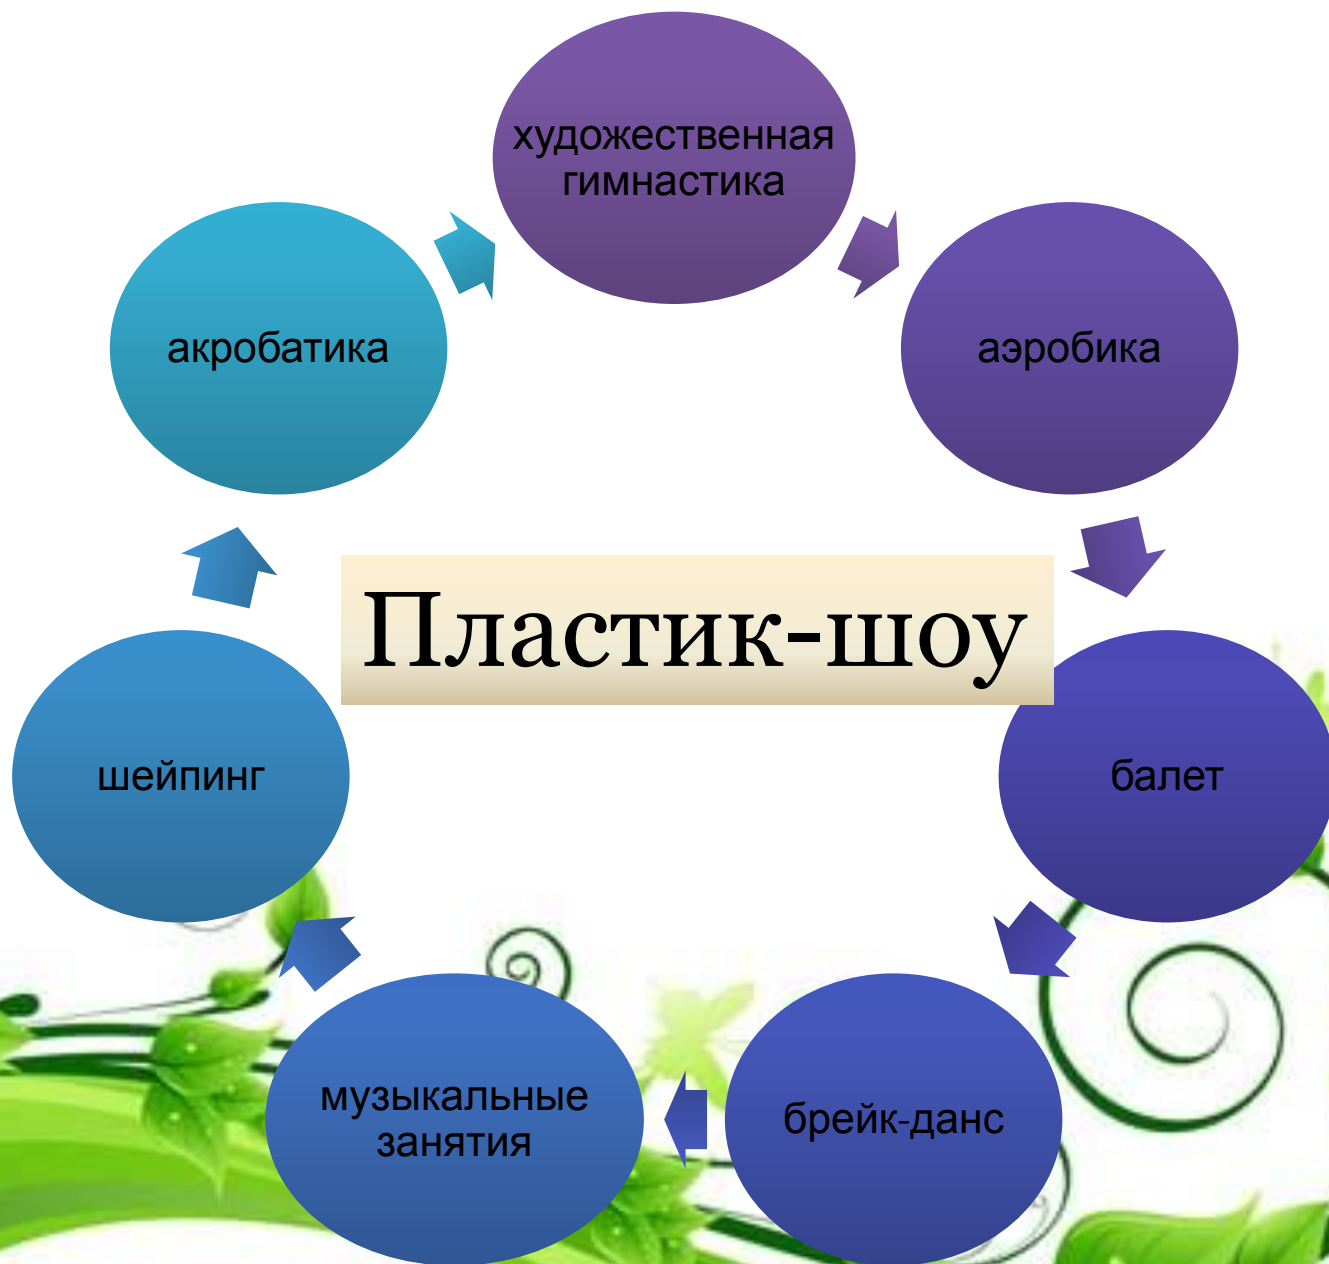 художественная
гимнастика
аэробика
балет
брейк-данс
музыкальные
занятия
шейпинг
акробатика
Пластик-шоу